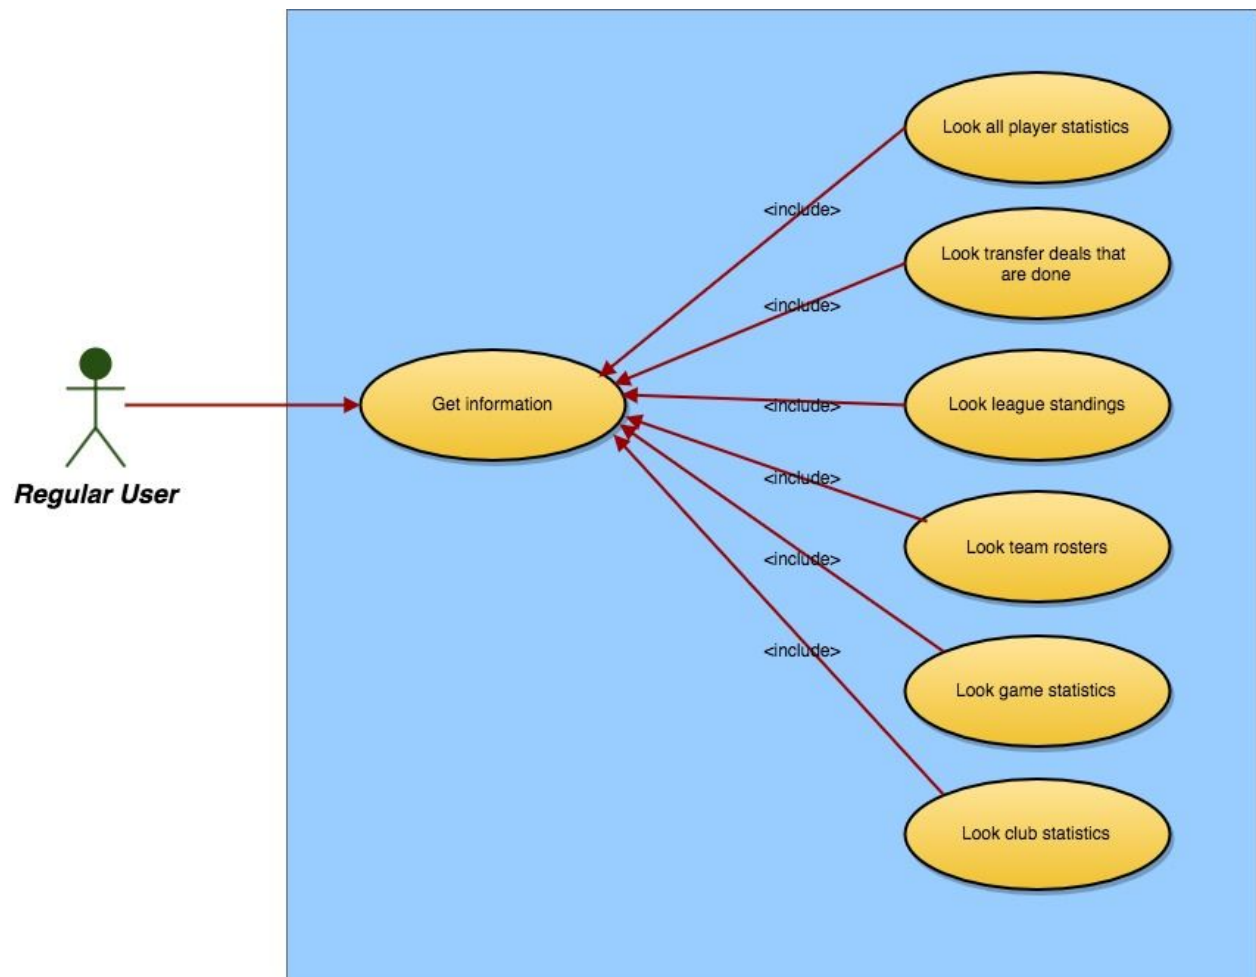 Look all player statistics
<include>
Look transfer deals that
are done
<include>
Regular User
Get information
<include>
Look league standings
<include>
Look team rosters
<include>
Look game statistics
<include>
Look club statistics